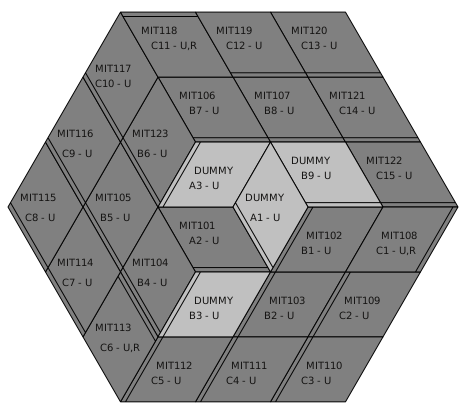 MIT118
C11 - U,R
MIT119
C12 - U
MIT120
C13 - U
MIT117
C10 - U
MIT106
B7 - U
MIT107
B8 - U
MIT121
C14 - U
MIT116
C9 - U
MIT123
B6 - U
DUMMY
A3 - U
DUMMY
B9 - U
MIT122
C15 - U
MIT115
C8 - U
MIT105
B5 - U
DUMMY
A1 - U
MIT101
A2 - U
MIT102
B1 - U
MIT108
C1 - U,R
MIT114
C7 - U
MIT104
B4 - U
DUMMY
B3 - U
MIT103
B2 - U
MIT109
C2 - U
MIT113
C6 - U,R
MIT112
C5 - U
MIT111
C4 - U
MIT110
C3 - U